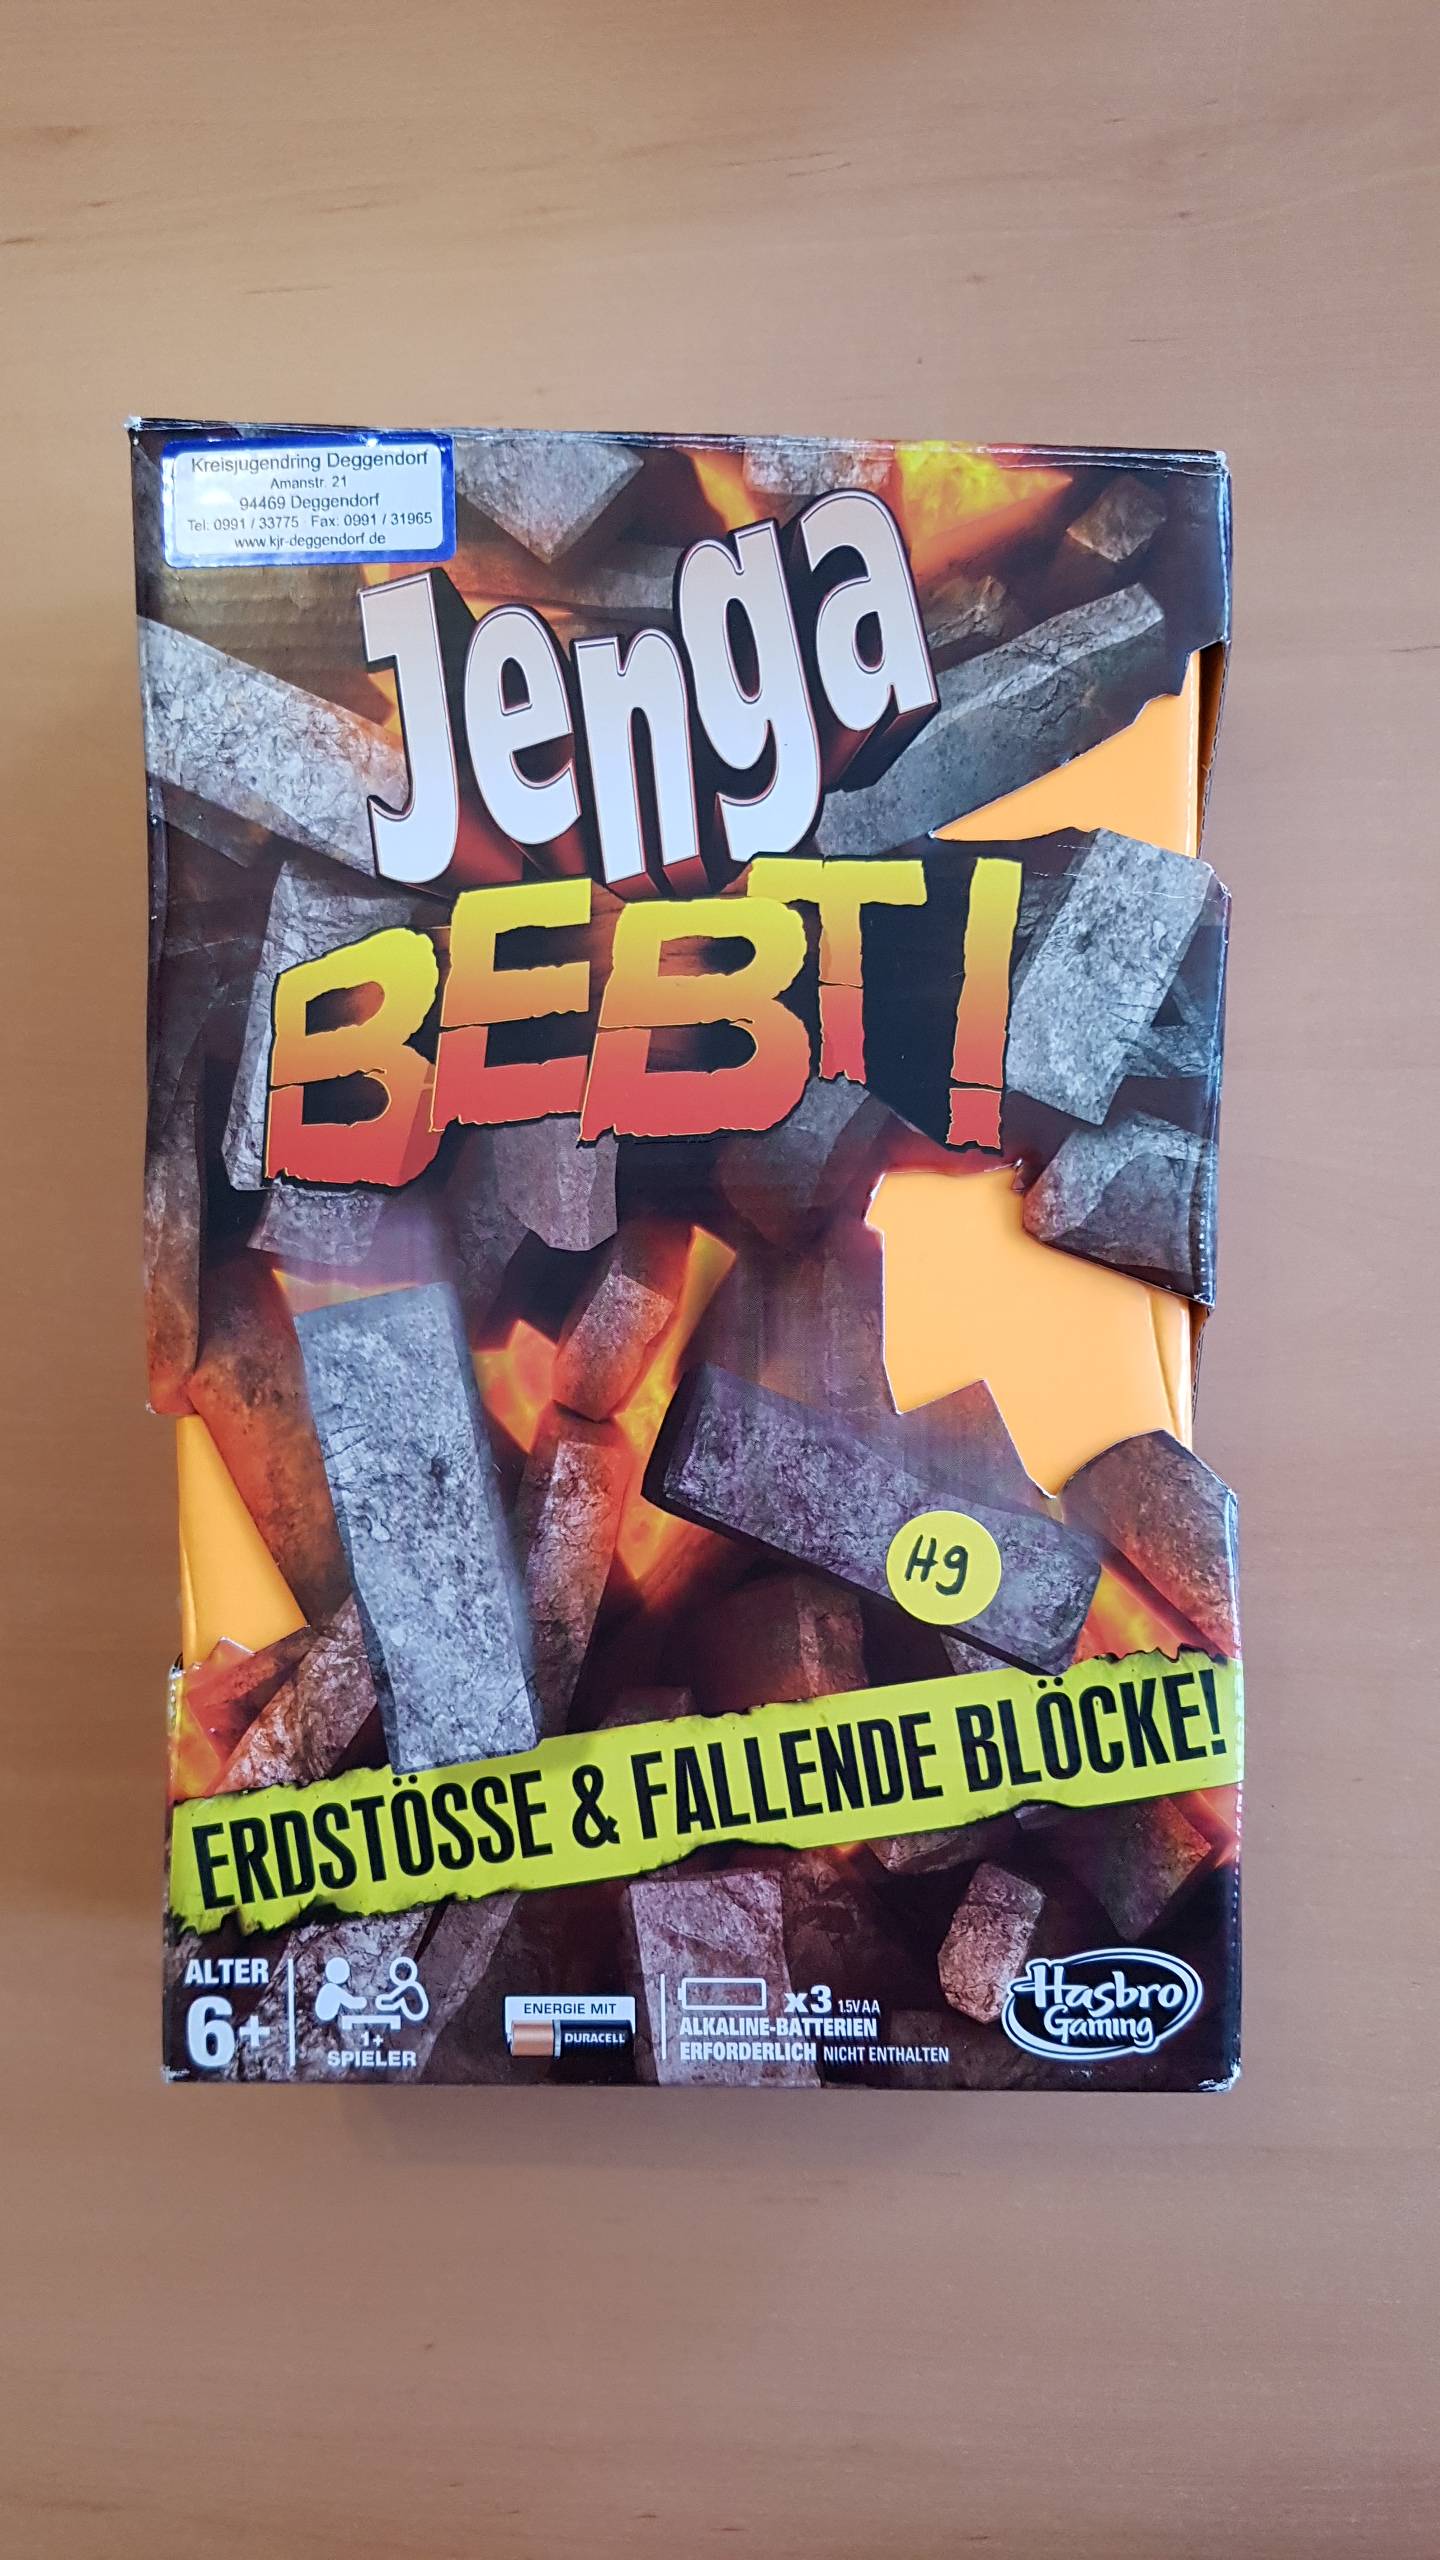 Kreisjugendring Deggendorf
Amanstr. 21
94469 Deggendorf
Tel: 0991 / 33775 Fax: 0991 / 31965
www.kjr-deggendorf.de
Jenga
BEBT!
H9
ERDSTÖSSE & FALLENDE BLÖCKE!
ALTER
6+
1+
SPIELER
ENERGIE MIT
DURACELL
x3 1.5V AA
ALKALINE-BATTERIEN
ERFORDERLICH NICHT ENTHALTEN
Hasbro
Gaming